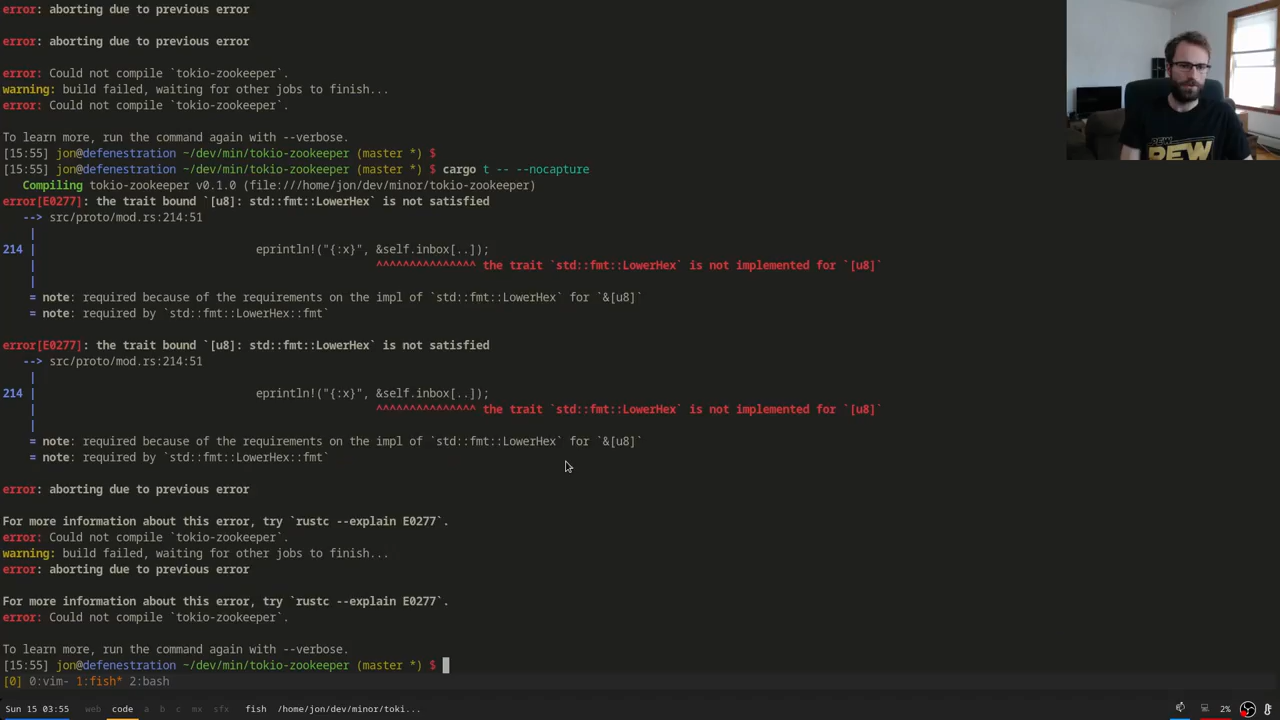 error: aborting due to previous error
error: aborting due to previous error
error: Could not compile `tokio-zookeeper`.
warning: build failed, waiting for other jobs to finish...
error: Could not compile `tokio-zookeeper`.
To learn more, run the command again with --verbose.
[15:55] jon@defenestration ~/dev/min/tokio-zookeeper (master *) $
[15:55] jon@defenestration ~/dev/min/tokio-zookeeper (master *) $ cargo t -- --nocapture
Compiling tokio-zookeeper v0.1.0 (file:///home/jon/dev/minor/tokio-zookeeper)
error[E0277]: the trait bound `[u8]: std::fmt::LowerHex` is not satisfied
--> src/proto/mod.rs:214:51
|
214 | eprintln!("{:x}", &self.inbox[..]);
| ^^^^^^^^^^^^^^^ the trait `std::fmt::LowerHex` is not implemented for `[u8]`
|
= note: required because of the requirements on the impl of `std::fmt::LowerHex` for `&[u8]`
= note: required by `std::fmt::LowerHex::fmt`
error[E0277]: the trait bound `[u8]: std::fmt::LowerHex` is not satisfied
--> src/proto/mod.rs:214:51
|
214 | eprintln!("{:x}", &self.inbox[..]);
| ^^^^^^^^^^^^^^^ the trait `std::fmt::LowerHex` is not implemented for `[u8]`
|
= note: required because of the requirements on the impl of `std::fmt::LowerHex` for `&[u8]`
= note: required by `std::fmt::LowerHex::fmt`
error: aborting due to previous error
For more information about this error, try `rustc --explain E0277`.
error: Could not compile `tokio-zookeeper`.
warning: build failed, waiting for other jobs to finish...
error: aborting due to previous error
For more information about this error, try `rustc --explain E0277`.
error: Could not compile `tokio-zookeeper`.
To learn more, run the command again with --verbose.
[15:55] jon@defenestration ~/dev/min/tokio-zookeeper (master *) $
[0] 0:vim- 1:fish* 2:bash
Sun 15 03:55 web code a b c mx sfx fish /home/jon/dev/minor/toki... 2%
PEW
PEW